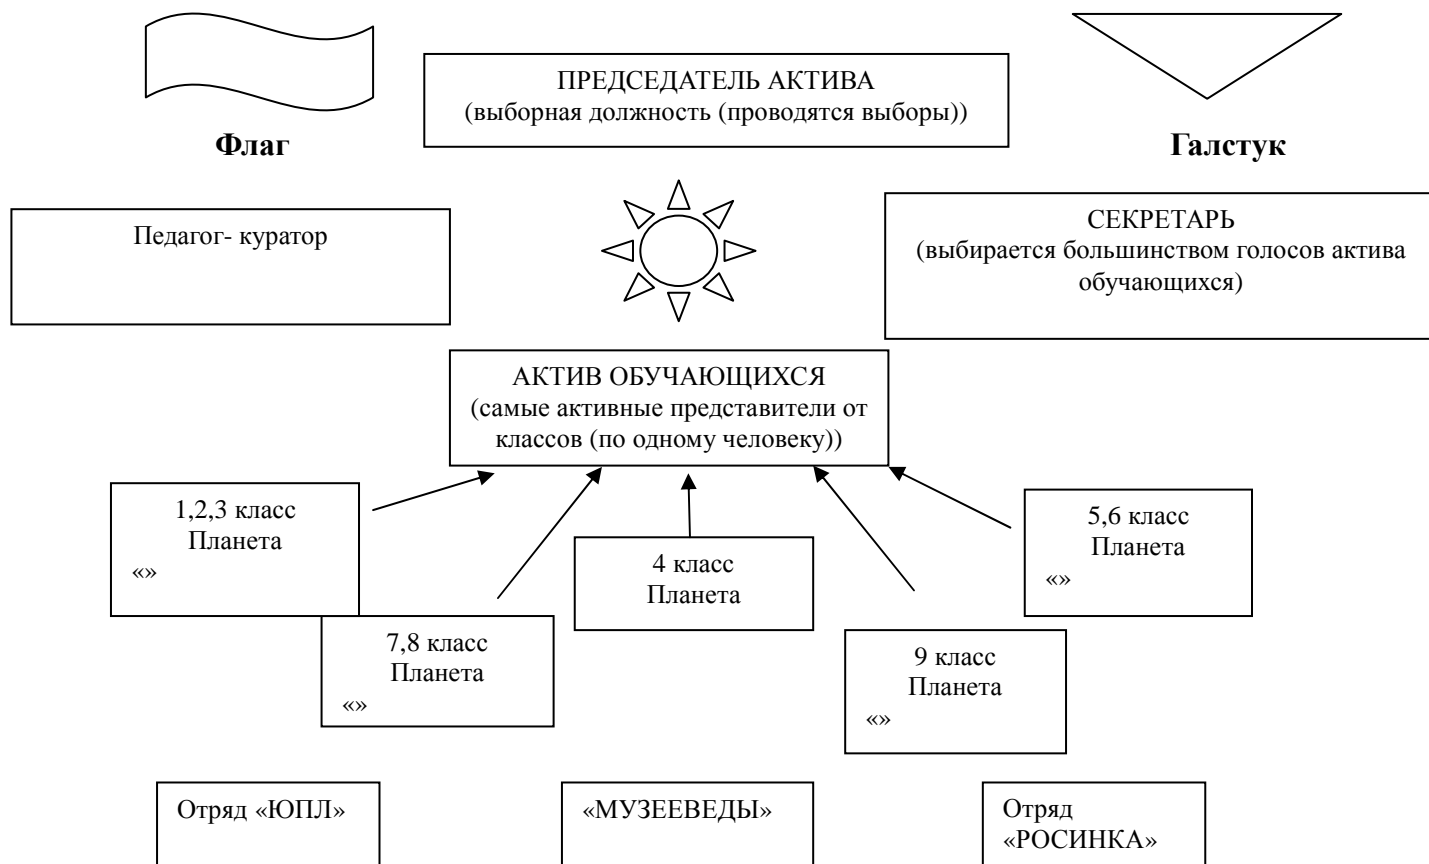 ПРЕДСЕДАТЕЛЬ АКТИВА
(выборная должность (проводятся выборы))
Флаг
Галстук
Педагог- куратор
СЕКРЕТАРЬ
(выбирается большинством голосов актива
обучающихся)
АКТИВ ОБУЧАЮЩИХСЯ
(самые активные представители от
классов (по одному человеку))
1,2,3 класс
Планета
«»
7,8 класс
Планета
«»
4 класс
Планета
9 класс
Планета
«»
5,6 класс
Планета
«»
Отряд «ЮПЛ»
«МУЗЕЕВЕДЫ»
Отряд
«РОСИНКА»